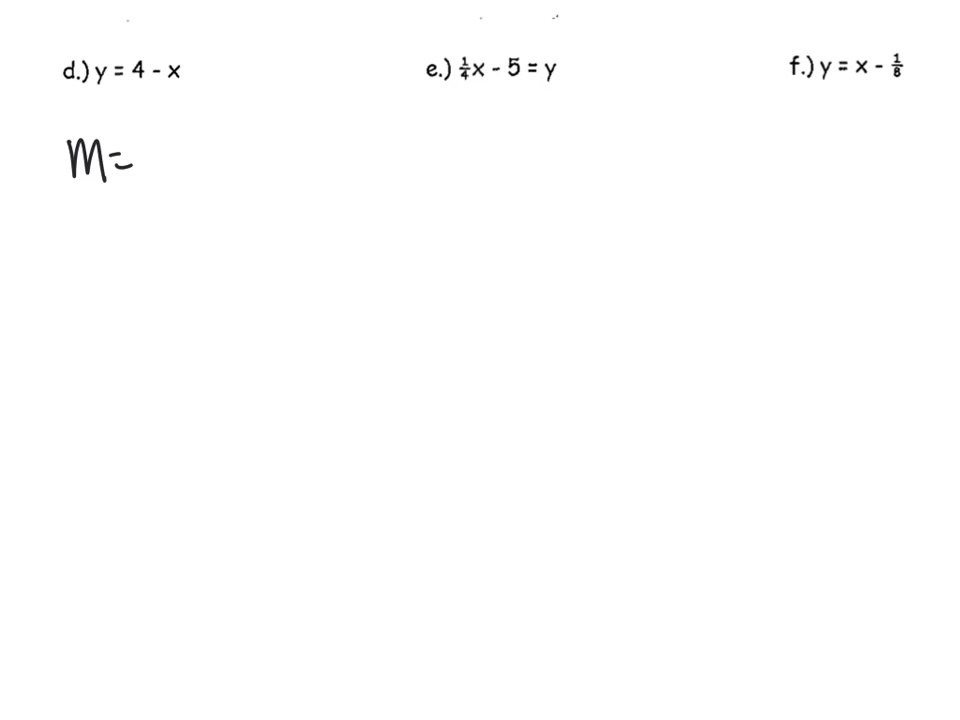 d.) y = 4 - x
e.) ¼x - 5 = y
f.) y = x - ⅛
M=